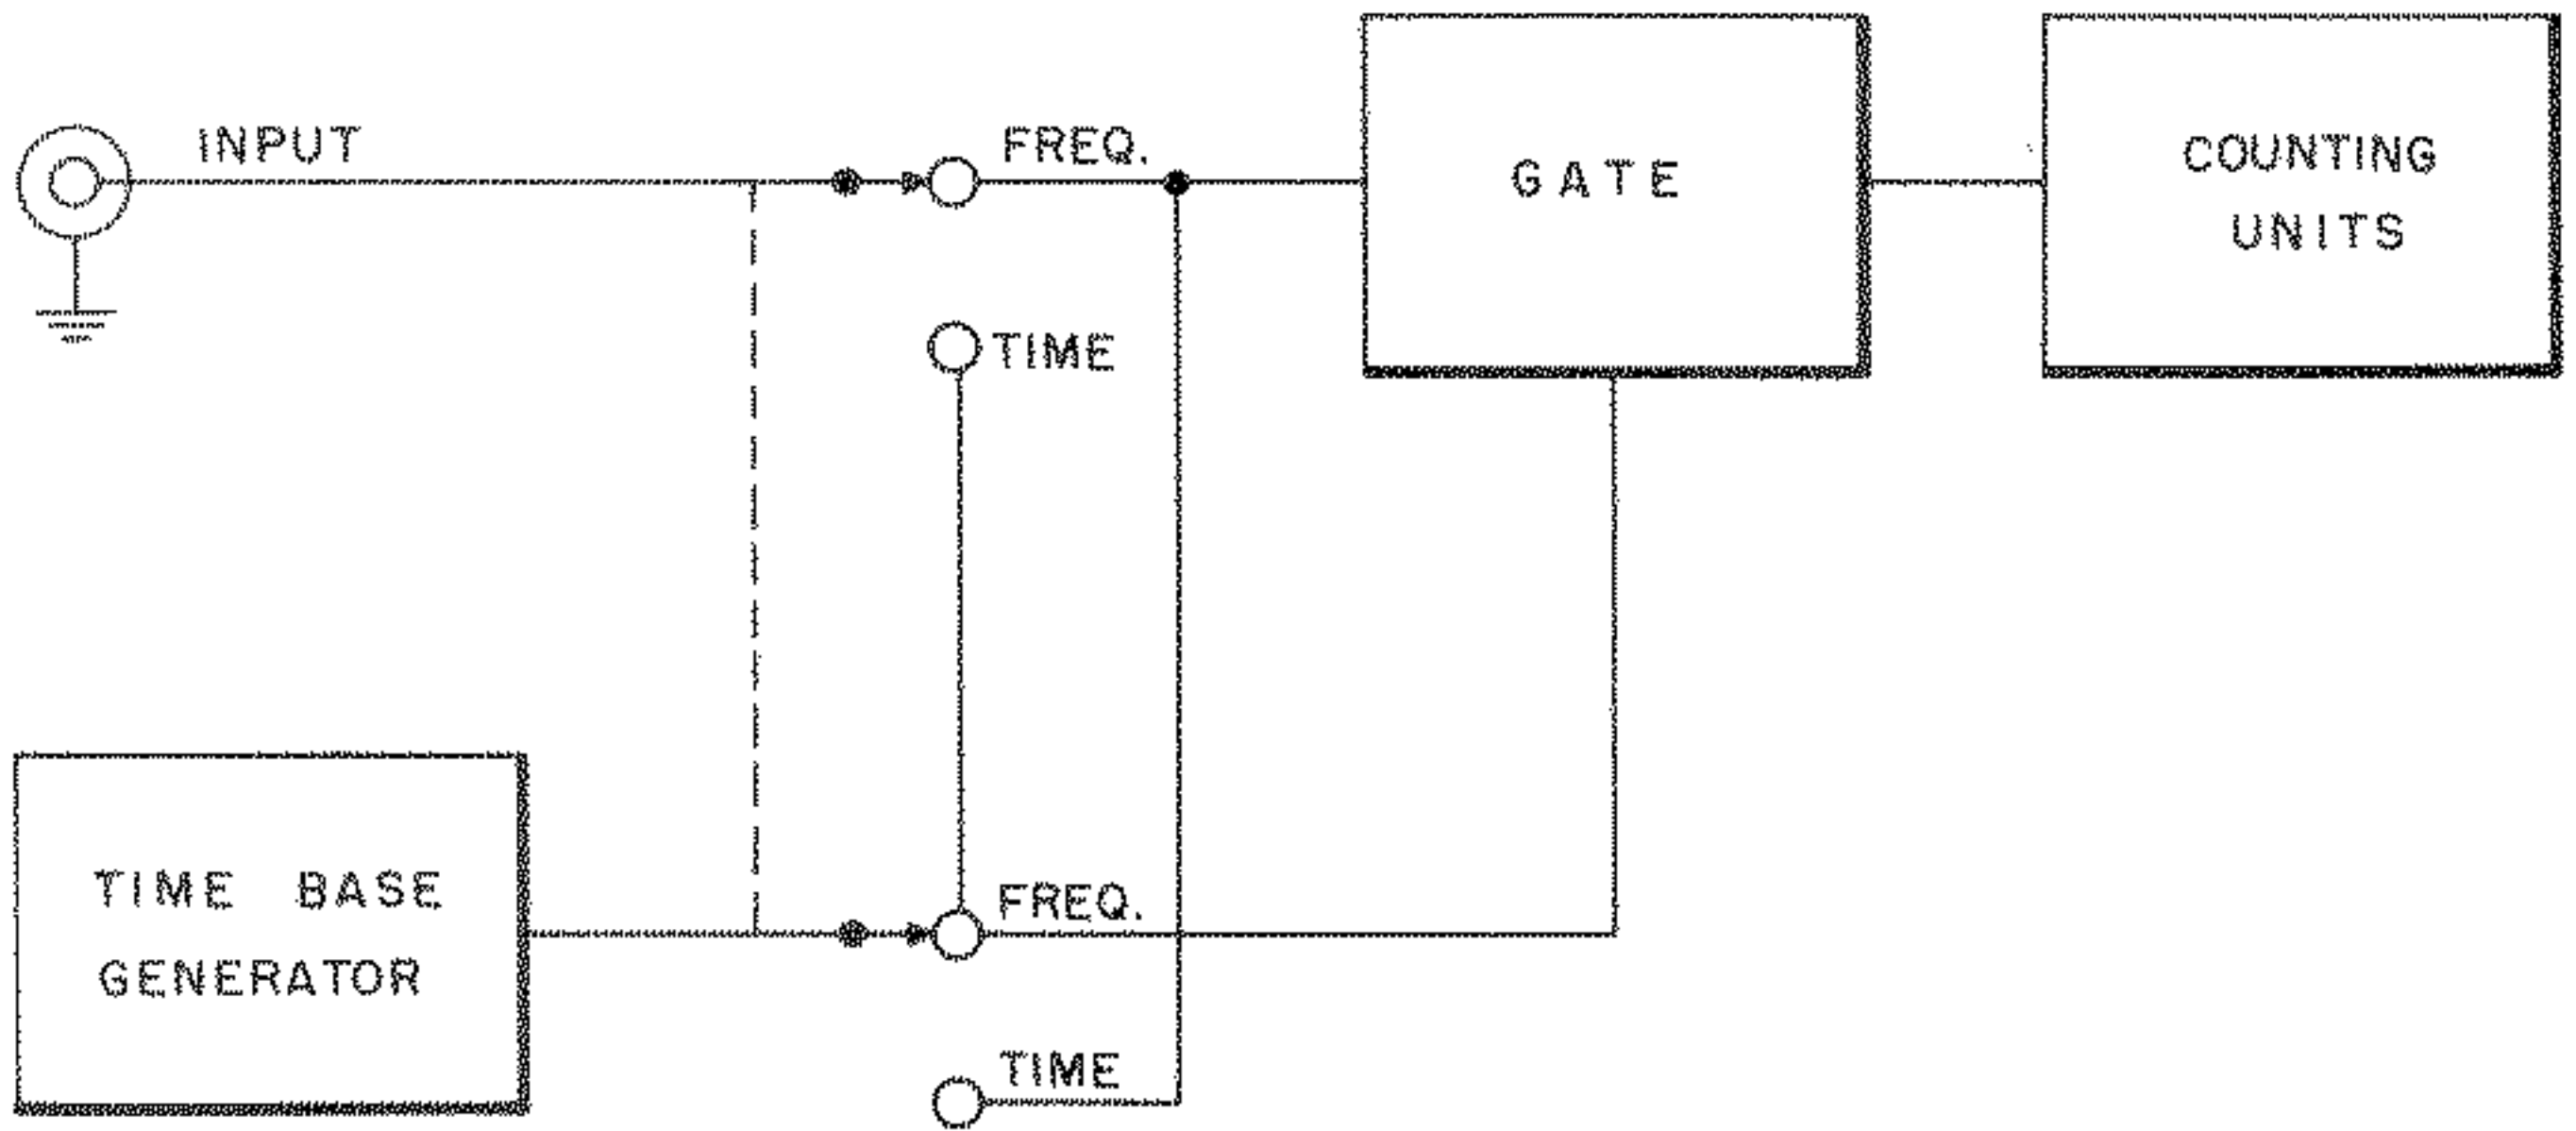 INPUT
FREQ.
GATE
COUNTING
UNITS
TIME
TIME BASE
GENERATOR
FREQ.
TIME